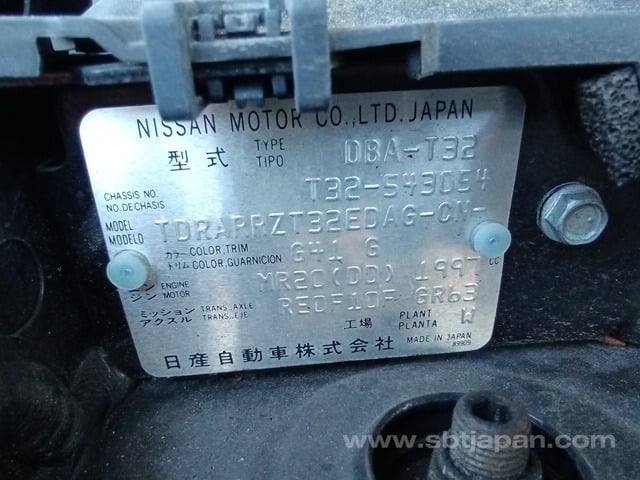 NISSAN MOTOR CO.,LTD. JAPAN
型式 TYPE TIPO DBA-T32
CHASSIS NO. NO.DE CHASIS T32-543054
MODEL MODELO TDRARRZT32EDAG-CN-
カラー COLOR,TRIM トリム COLOR,GUARNICION G41 G
ジン ENGINE MOTOR MR20(DD) 1997 cc
ミッション アクスル TRANS.,AXLE TRANS.,EJE RE0F10F GR63
工場 PLANT PLANTA W
日産自動車株式会社 MADE IN JAPAN
89909
www.sbtjapan.com